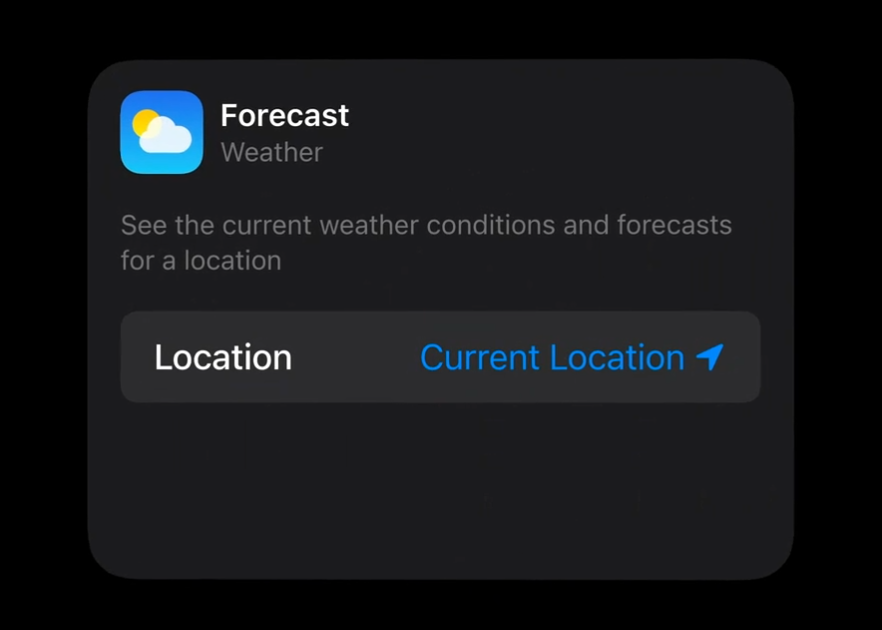 Forecast
Weather
See the current weather conditions and forecasts
for a location
Location Current Location